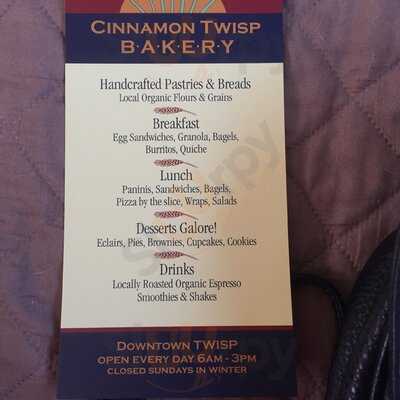 CINNAMON TWISP
B·A·K·E·R·Y
Handcrafted Pastries & Breads
Local Organic Flours & Grains
Breakfast
Egg Sandwiches, Granola, Bagels,
Burritos, Quiche
Lunch
Paninis, Sandwiches, Bagels,
Pizza by the slice, Wraps, Salads
Desserts Galore!
Eclairs, Pies, Brownies, Cupcakes, Cookies
Drinks
Locally Roasted Organic Espresso
Smoothies & Shakes
DOWNTOWN TWISP
OPEN EVERY DAY 6AM - 3PM
CLOSED SUNDAYS IN WINTER